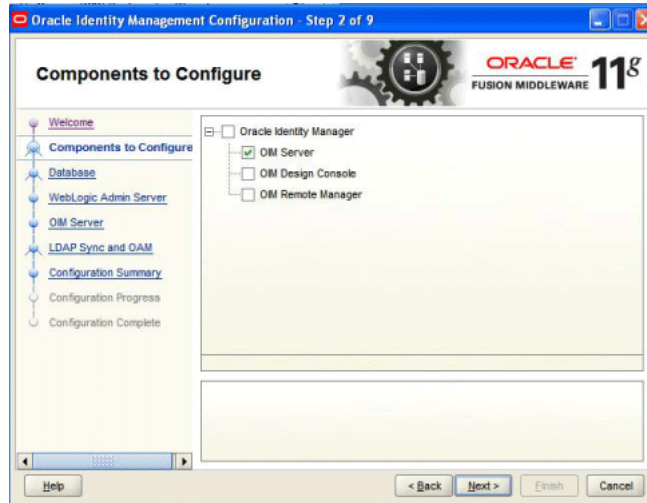 Oracle Identity Management Configuration - Step 2 of 9
Components to Configure
ORACLE
FUSION MIDDLEWARE 11g
Welcome
Components to Configure
Database
WebLogic Admin Server
OIM Server
LDAP Sync and OAM
Configuration Summary
Configuration Progress
Configuration Complete
Oracle Identity Manager
OIM Server
OIM Design Console
OIM Remote Manager
Help
< Back
Next >
Finish
Cancel